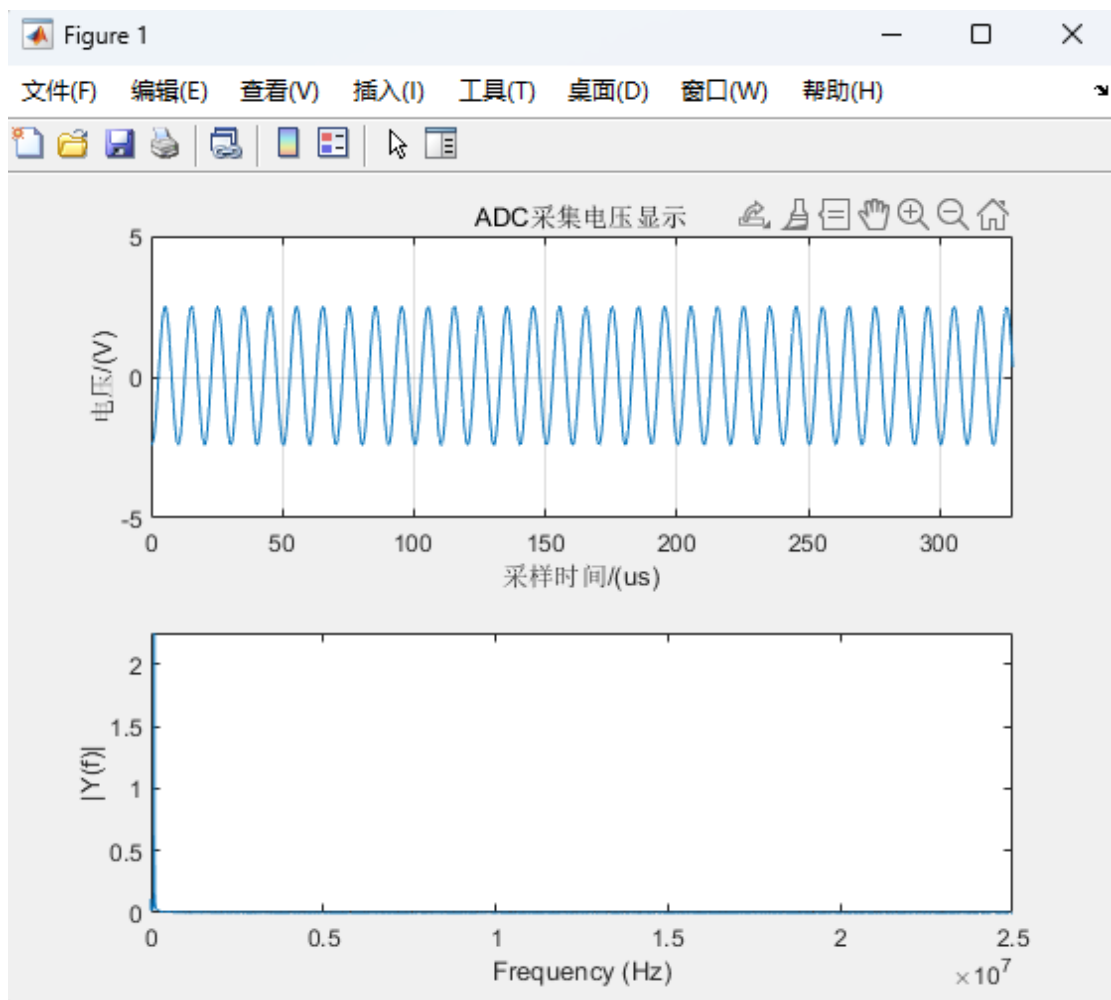 Figure 1
文件(F) 编辑(E) 查看(V) 插入(I) 工具(T) 桌面(D) 窗口(W) 帮助(H)
ADC采集电压显示
5
0
-5
电压/(V)
0 50 100 150 200 250 300
采样时间/(us)
2
1.5
1
0.5
0
|Y(f)|
0 0.5 1 1.5 2 2.5
Frequency (Hz)
×10^7